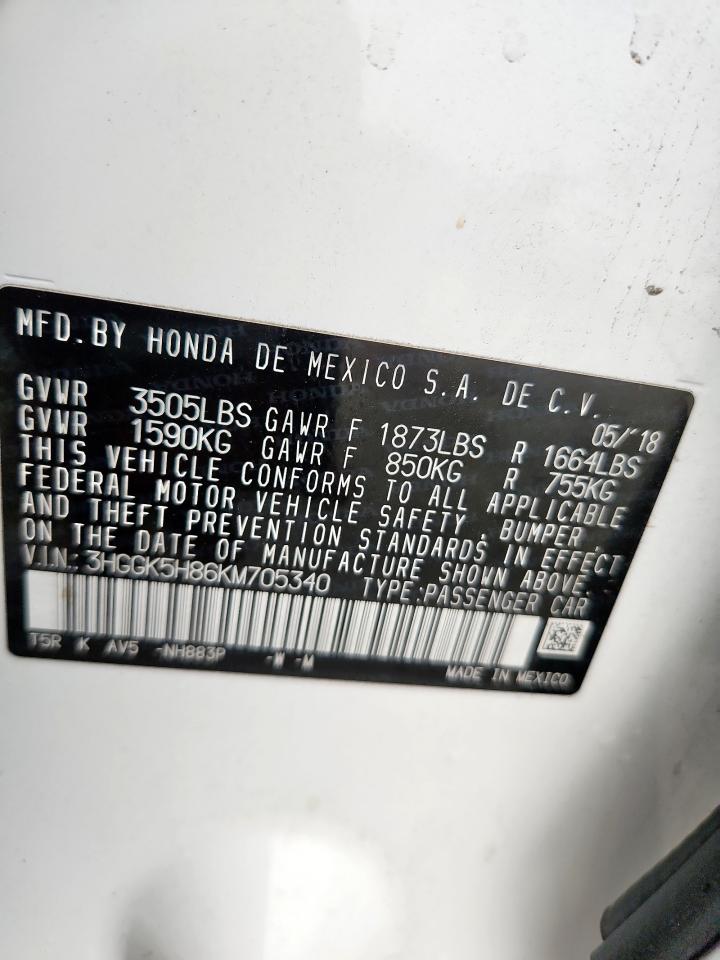 MFD.BY HONDA DE MEXICO S.A. DE C.V. 05/'18
GVWR 3505LBS GAWR F 1873LBS R 1664LBS
GVWR 1590KG GAWR F 850KG R 755KG
THIS VEHICLE CONFORMS TO ALL APPLICABLE
FEDERAL MOTOR VEHICLE SAFETY, BUMPER,
AND THEFT PREVENTION STANDARDS IN EFFECT
ON THE DATE OF MANUFACTURE SHOWN ABOVE.
V.I.N.: 3HGGK5H86KM705340 TYPE:PASSENGER CAR
T5R K AV5 -NH883P -W -M
MADE IN MEXICO